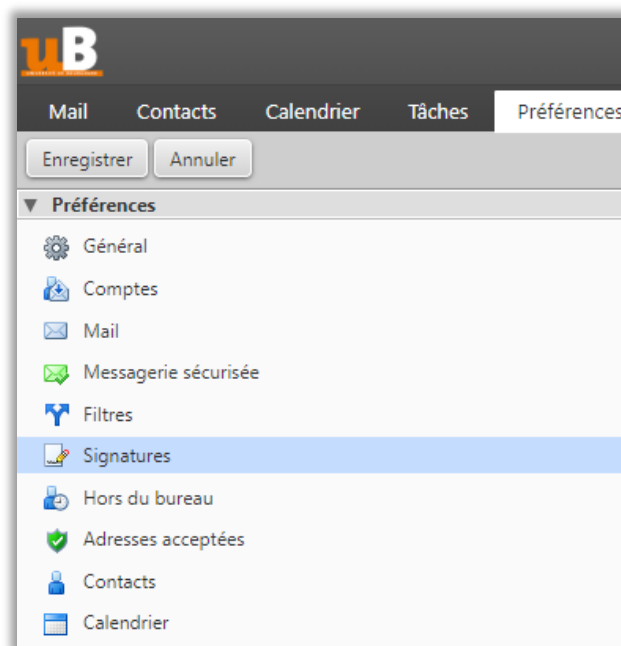 uB
Mail Contacts Calendrier Tâches Préférences
Enregistrer Annuler
Préférences
Général
Comptes
Mail
Messagerie sécurisée
Filtres
Signatures
Hors du bureau
Adresses acceptées
Contacts
Calendrier